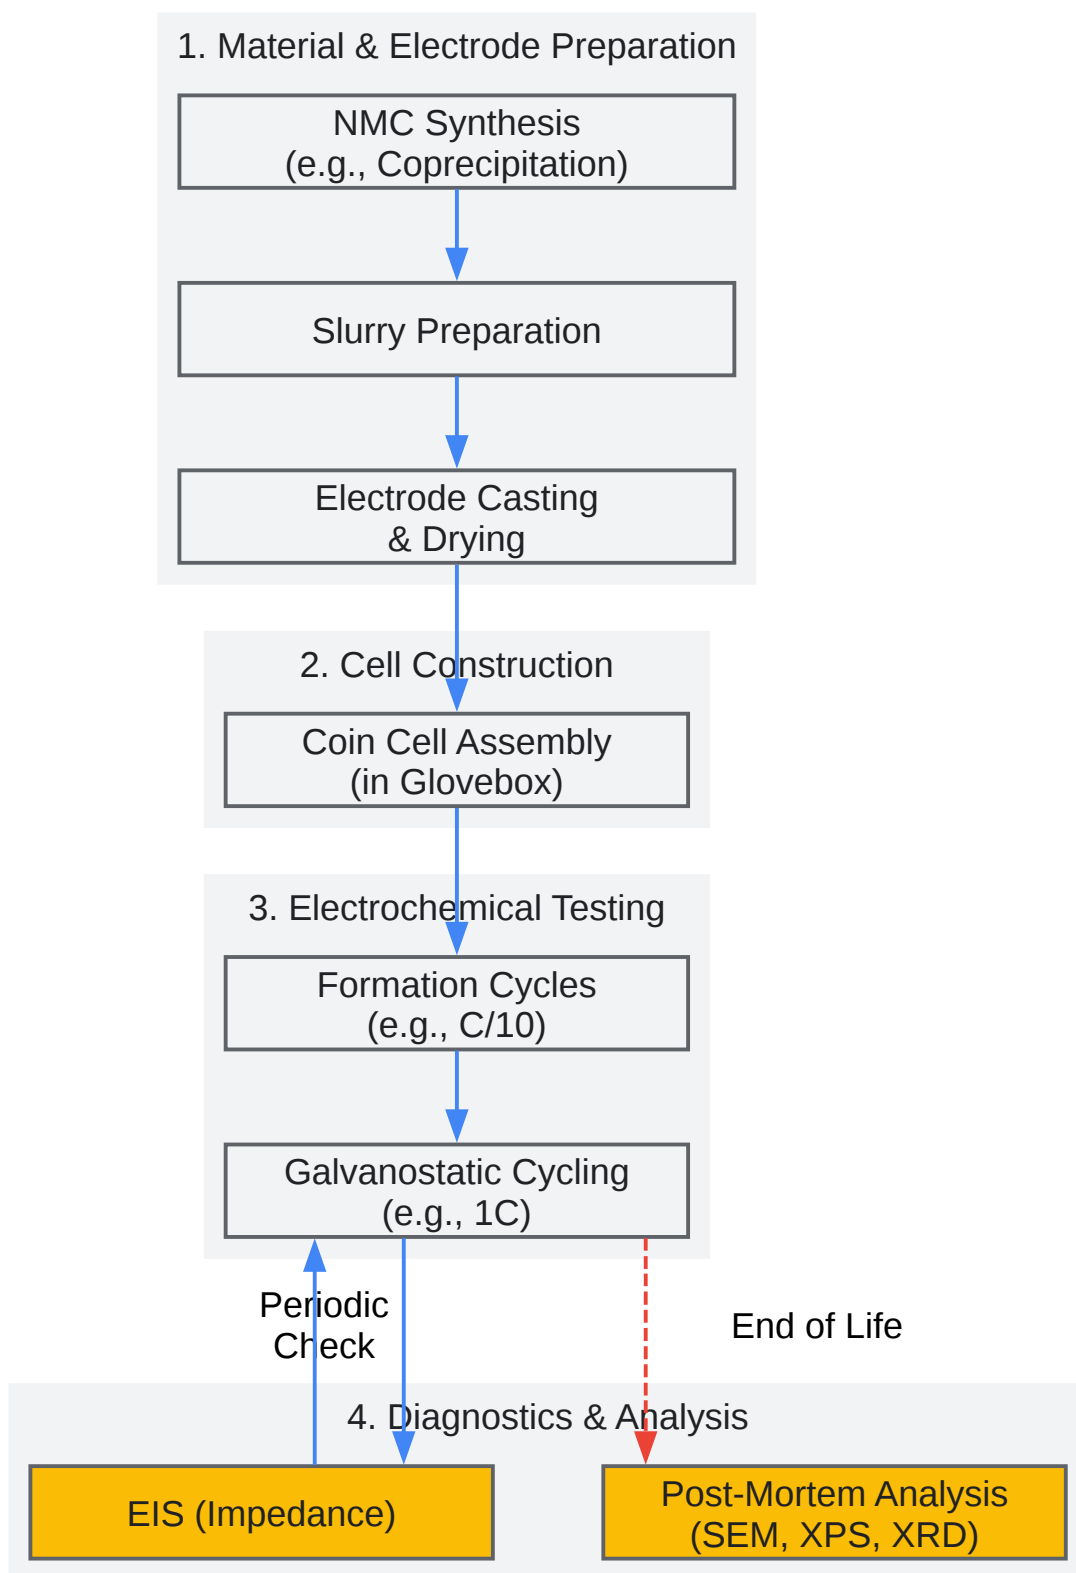 1. Material & Electrode Preparation
NMC Synthesis
(e.g., Coprecipitation)
Slurry Preparation
Electrode Casting
& Drying
2. Cell Construction
Coin Cell Assembly
(in Glovebox)
3. Electrochemical Testing
Formation Cycles
(e.g., C/10)
Galvanostatic Cycling
(e.g., 1C)
Periodic
Check
End of Life
4. Diagnostics & Analysis
EIS (Impedance)
Post-Mortem Analysis
(SEM, XPS, XRD)